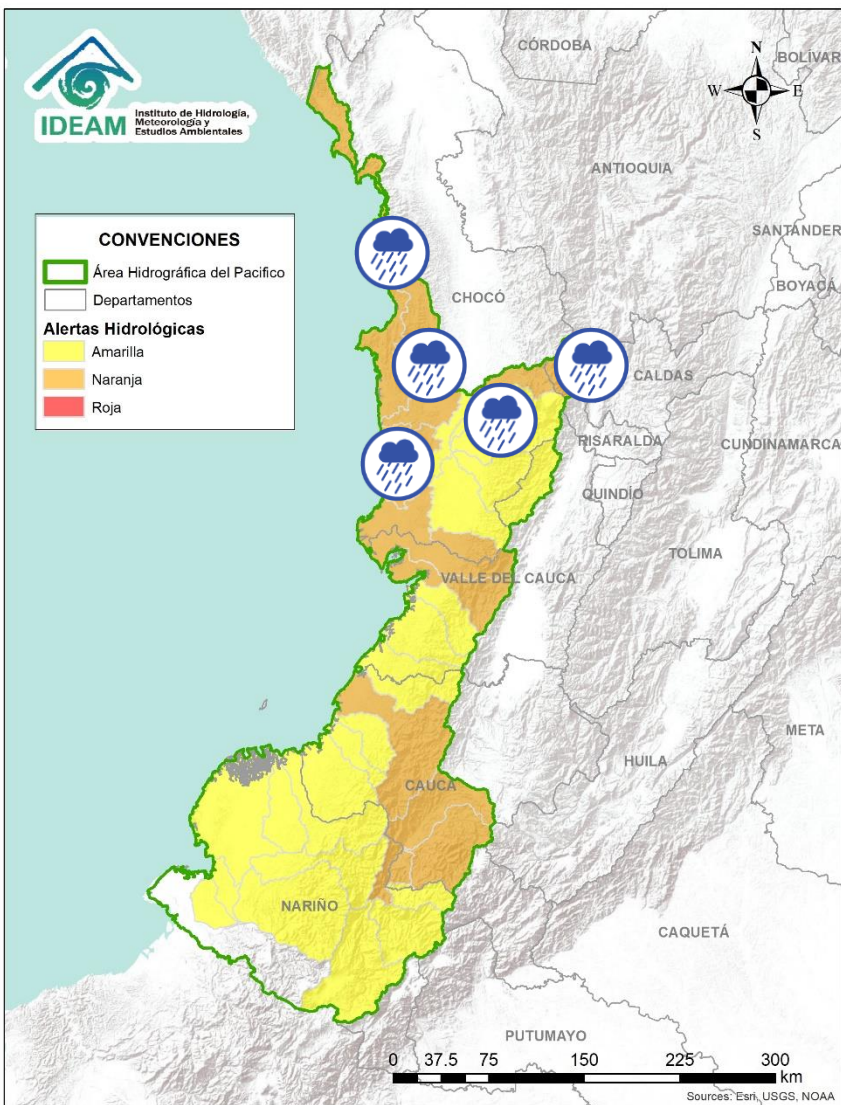 IDEAM
Instituto de Hidrología,
Meteorología y
Estudios Ambientales
CONVENCIONES
Área Hidrográfica del Pacifico
Departamentos
Alertas Hidrológicas
Amarilla
Naranja
Roja
N
W
E
S
CÓRDOBA
BOLÍVAR
ANTIOQUIA
SANTANDER
BOYACÁ
CHOCÓ
CALDAS
RISARALDA
CUNDINAMARCA
QUINDÍO
TOLIMA
VALLE DEL CAUCA
META
HUILA
CAUCA
NARIÑO
CAQUETÁ
PUTUMAYO
0 37.5 75 150 225 300
km
Sources: Esri, USGS, NOAA